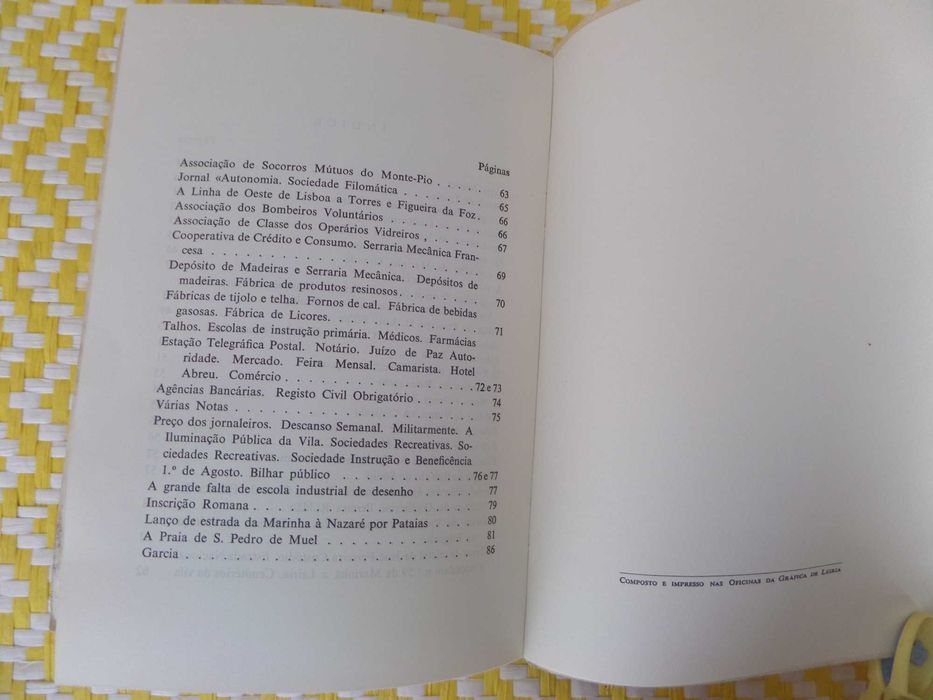 Páginas
Associação de Socorros Mútuos do Monte-Pio . . . . . 63
Jornal «Autonomia. Sociedade Filomática . . . . . . . . 65
A Linha de Oeste de Lisboa a Torres e Figueira da Foz. 66
Associação dos Bombeiros Voluntários . . . . . . . . . 66
Associação de Classe dos Operários Vidreiros , . . . . . 67
Cooperativa de Crédito e Consumo. Serraria Mecânica Fran-
cesa . . . . . . . . . . . . . . . . . . . . . 69
Depósito de Madeiras e Serraria Mecânica. Depósitos de
madeiras. Fábrica de produtos resinosos. . . . . . . . 70
Fábricas de tijolo e telha. Fornos de cal. Fábrica de bebidas
gasosas. Fábrica de Licores. . . . . . . . . . . . . 71
Talhos. Escolas de instrução primária. Médicos. Farmácias
Estação Telegráfica Postal. Notário. Juízo de Paz Auto-
ridade. Mercado. Feira Mensal. Camarista. Hotel
Abreu. Comércio . . . . . . . . . . . . . . . 72 e 73
Agências Bancárias. Registo Civil Obrigatório . . . . . . 74
Várias Notas . . . . . . . . . . . . . . . . . . . 75
Preço dos jornaleiros. Descanso Semanal. Militarmente. A
Iluminação Pública da Vila. Sociedades Recreativas. So-
ciedades Recreativas. Sociedade Instrução e Beneficência
1.º de Agosto. Bilhar público . . . . . . . . . . 76 e 77
A grande falta de escola industrial de desenho . . . . . 77
Inscrição Romana . . . . . . . . . . . . . . . . . . 79
Lanço de estrada da Marinha à Nazaré por Pataias . . . . 80
A Praia de S. Pedro de Muel . . . . . . . . . . . . 81
Garcia . . . . . . . . . . . . . . . . . . . . . . 86
Composto e impresso nas Oficinas da Gráfica de Leiria